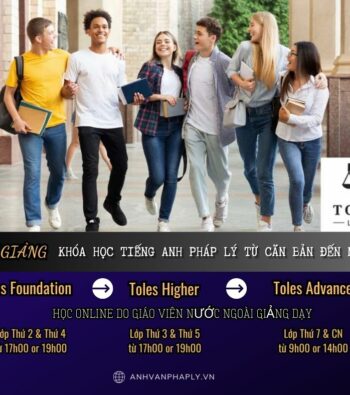 TO
L
GIẢNG KHÓA HỌC TIẾNG ANH PHÁP LÝ TỪ CĂN BẢN ĐẾN N
s Foundation
Toles Higher
Toles Advance
HỌC ONLINE DO GIÁO VIÊN NƯỚC NGOÀI GIẢNG DẠY
Lớp Thứ 2 & Thứ 4
Lớp Thứ 3 & Thứ 5
Lớp Thứ 7 & CN
từ 17h00 or 19h00
từ 17h00 or 19h00
từ 9h00 or 14h00
ANHVANPHAPLY.VN